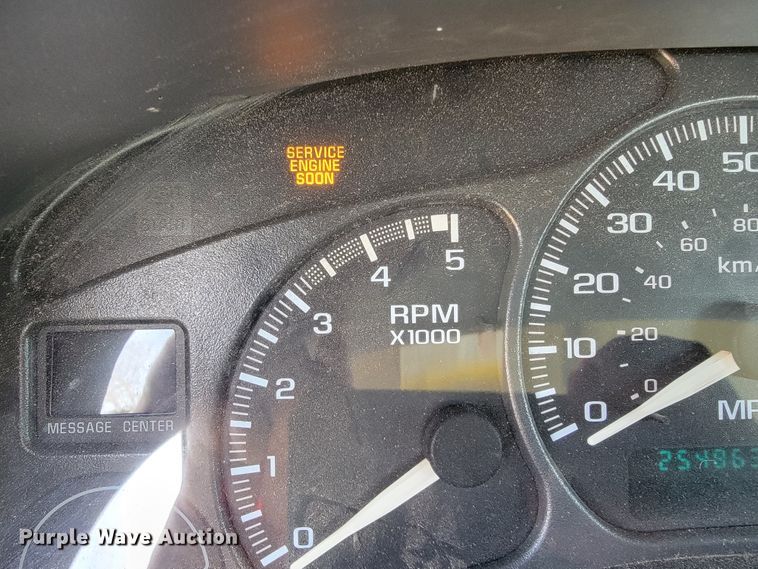 SERVICE
ENGINE
SOON
0
1
2
3
4
5
RPM
X1000
MESSAGE CENTER
0
10
20
30
40
50
0
20
40
60
80
km/
MP
Purple Wave Auction